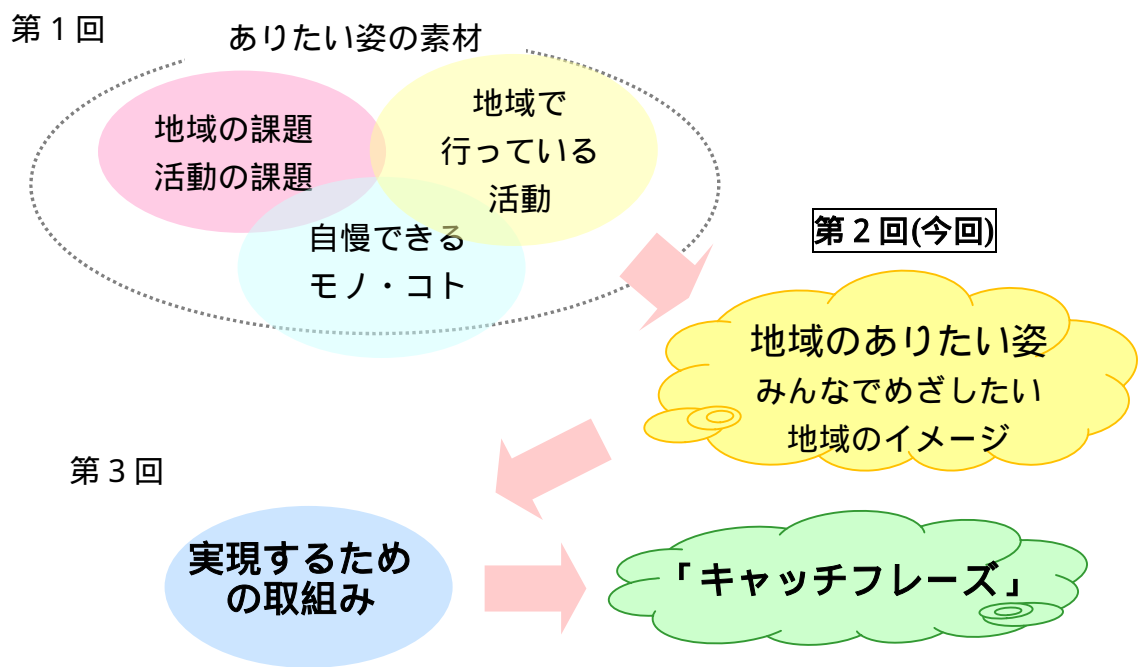 第1回
ありたい姿の素材
地域の課題
活動の課題
地域で
行っている
活動
自慢できる
モノ・コト
第2回(今回)
地域のありたい姿
みんなでめざしたい
地域のイメージ
第3回
実現するため
の取組み
「キャッチフレーズ」